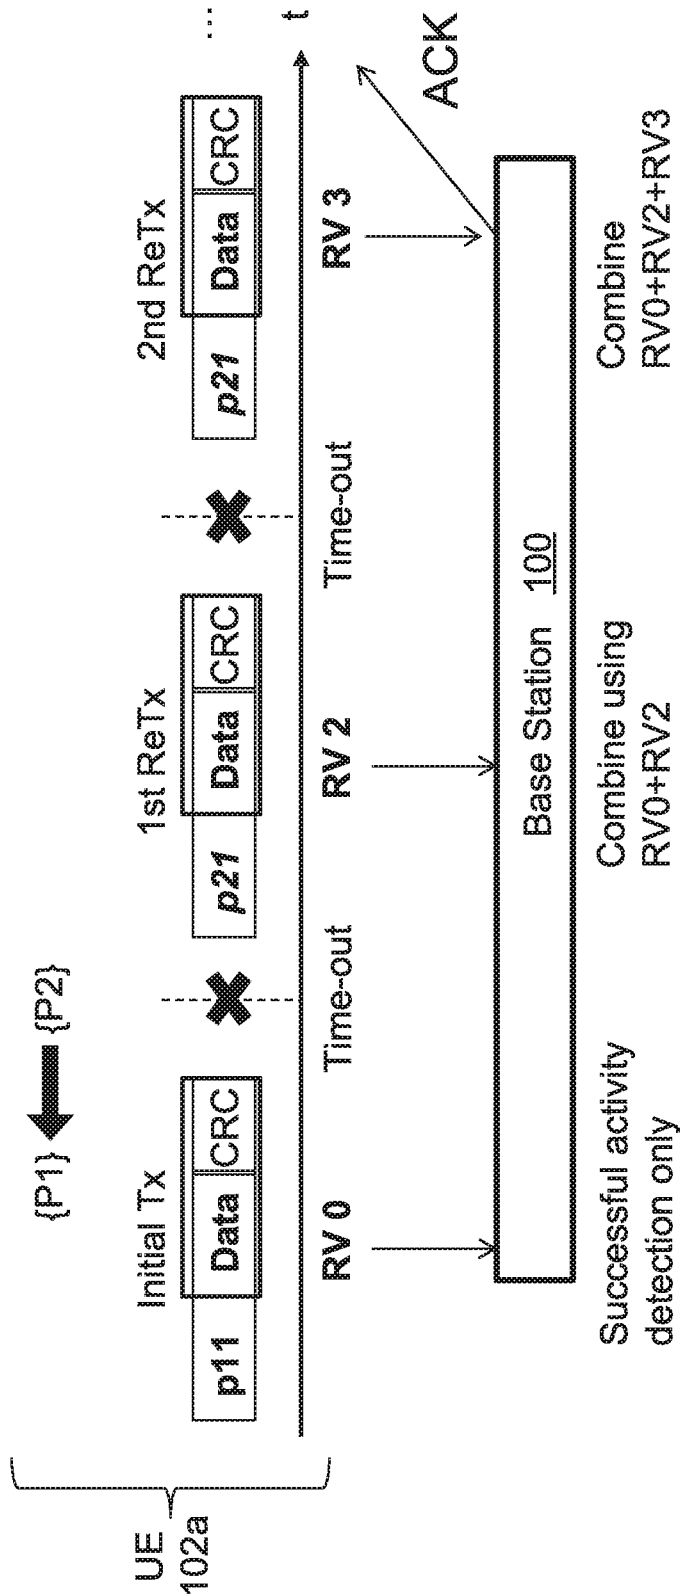 {P1} {P2}
UE
102a
Initial Tx
1st ReTx
2nd ReTx
p11 Data CRC
p21 Data CRC
p21 Data CRC
...
t
RV 0
Time-out
RV 2
Time-out
RV 3
ACK
Base Station 100
Successful activity
detection only
Combine using
RV0+RV2
Combine
RV0+RV2+RV3